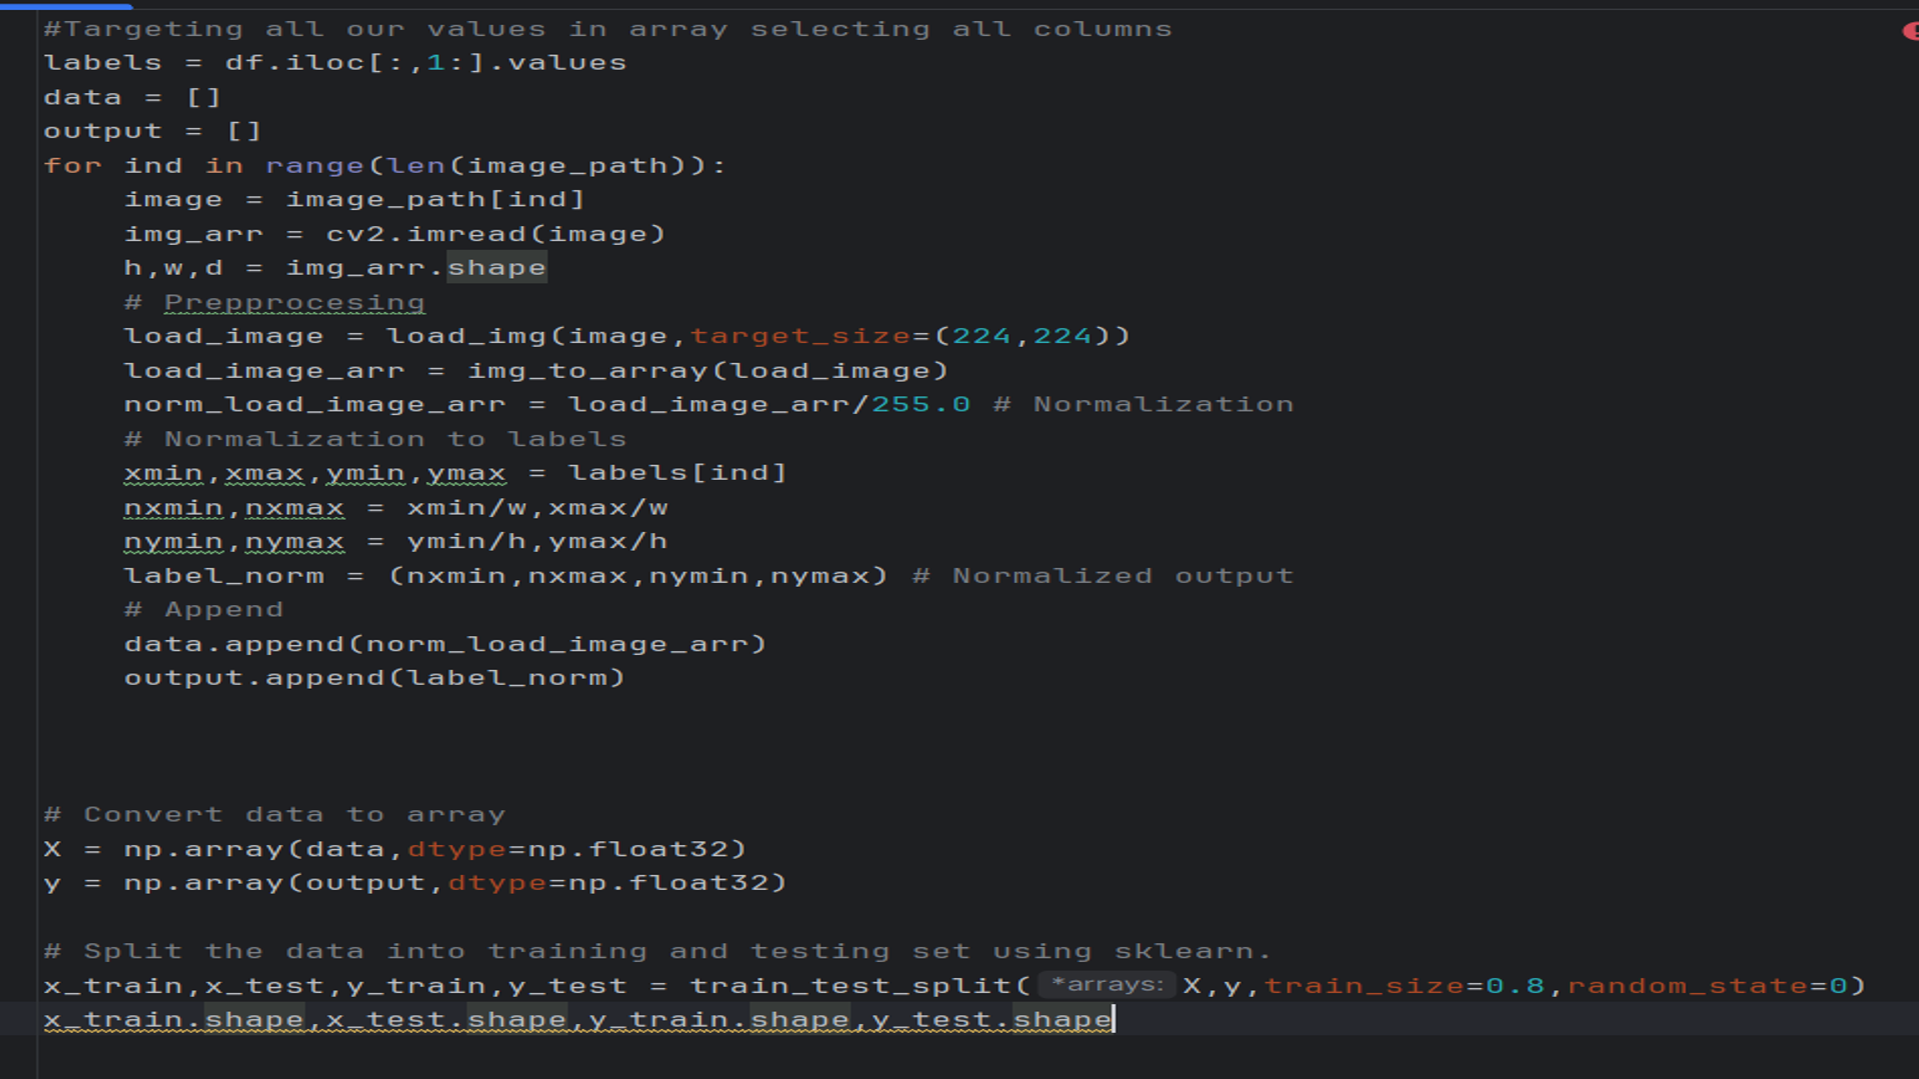 #Targeting all our values in array selecting all columns
labels = df.iloc[:,1:].values
data = []
output = []
for ind in range(len(image_path)):
    image = image_path[ind]
    img_arr = cv2.imread(image)
    h,w,d = img_arr.shape
    # Prepprocesing
    load_image = load_img(image,target_size=(224,224))
    load_image_arr = img_to_array(load_image)
    norm_load_image_arr = load_image_arr/255.0 # Normalization
    # Normalization to labels
    xmin,xmax,ymin,ymax = labels[ind]
    nxmin,nxmax = xmin/w,xmax/w
    nymin,nymax = ymin/h,ymax/h
    label_norm = (nxmin,nxmax,nymin,nymax) # Normalized output
    # Append
    data.append(norm_load_image_arr)
    output.append(label_norm)
# Convert data to array
X = np.array(data,dtype=np.float32)
y = np.array(output,dtype=np.float32)
# Split the data into training and testing set using sklearn.
x_train,x_test,y_train,y_test = train_test_split( *arrays: X,y,train_size=0.8,random_state=0)
x_train.shape,x_test.shape,y_train.shape,y_test.shape